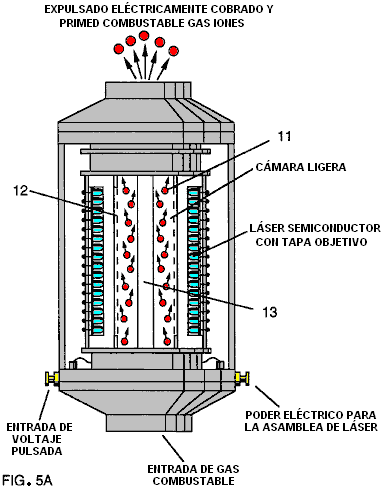 EXPULSADO ELÉCTRICAMENTE COBRADO Y
PRIMED COMBUSTABLE GAS IONES
11
CÁMARA LIGERA
12
LÁSER SEMICONDUCTOR
CON TAPA OBJETIVO
13
ENTRADA DE
VOLTAJE
PULSADA
PODER ELÉCTRICO PARA
LA ASAMBLEA DE LÁSER
ENTRADA DE GAS
COMBUSTABLE
FIG. 5A